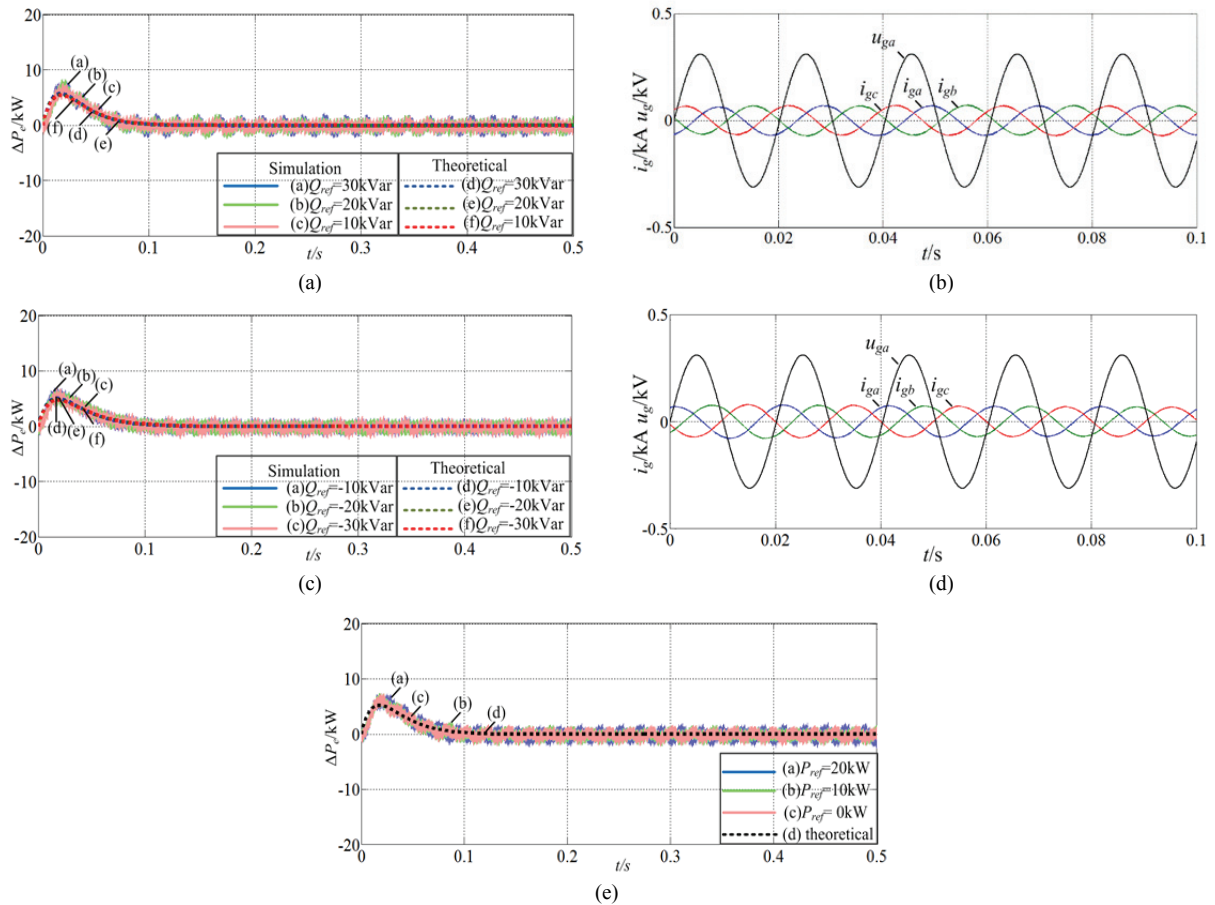 20
10
0
-10
-20
ΔPe/kW
(a)
(b)
(c)
(f)
(d)
(e)
Simulation
Theoretical
(a)Qref=30kVar
(d)Qref=30kVar
(b)Qref=20kVar
(e)Qref=20kVar
(c)Qref=10kVar
(f)Qref=10kVar
0 0.1 0.2 0.3 0.4 0.5
t/s
(a)
0.5
0
-0.5
ig/kA ug/kV
uga
igc iga igb
0 0.02 0.04 0.06 0.08 0.1
t/s
(b)
20
10
0
-10
-20
ΔPe/kW
(a)
(b)
(c)
(d)(e)
(f)
Simulation
Theoretical
(a)Qref=-10kVar
(d)Qref=-10kVar
(b)Qref=-20kVar
(e)Qref=-20kVar
(c)Qref=-30kVar
(f)Qref=-30kVar
0 0.1 0.2 0.3 0.4 0.5
t/s
(c)
0.5
0
-0.5
ig/kA ug/kV
uga
iga igb igc
0 0.02 0.04 0.06 0.08 0.1
t/s
(d)
20
10
0
-10
-20
ΔPe/kW
(a)
(c)
(b)
(d)
(a)Pref=20kW
(b)Pref=10kW
(c)Pref= 0kW
(d) theoretical
0 0.1 0.2 0.3 0.4 0.5
t/s
(e)